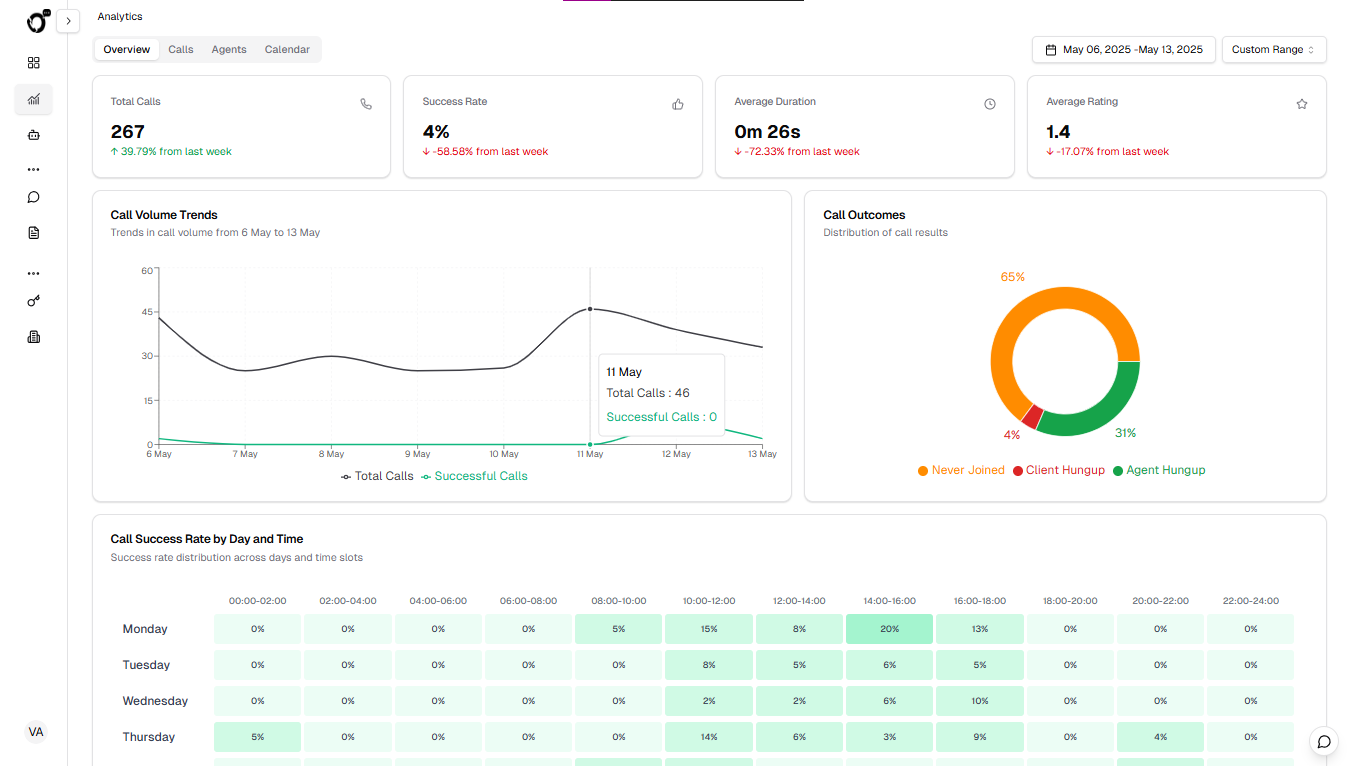 Analytics
Overview Calls Agents Calendar
May 06, 2025 -May 13, 2025 Custom Range
Total Calls
267
↑ 39.79% from last week
Success Rate
4%
↓ -58.58% from last week
Average Duration
0m 26s
↓ -72.33% from last week
Average Rating
1.4
↓ -17.07% from last week
Call Volume Trends
Trends in call volume from 6 May to 13 May
60
45
30
15
0
6 May 7 May 8 May 9 May 10 May 11 May 12 May 13 May
11 May
Total Calls : 46
Successful Calls : 0
Total Calls Successful Calls
Call Outcomes
Distribution of call results
65%
4%
31%
Never Joined Client Hungup Agent Hungup
Call Success Rate by Day and Time
Success rate distribution across days and time slots
00:00-02:00 02:00-04:00 04:00-06:00 06:00-08:00 08:00-10:00 10:00-12:00 12:00-14:00 14:00-16:00 16:00-18:00 18:00-20:00 20:00-22:00 22:00-24:00
Monday 0% 0% 0% 0% 5% 15% 8% 20% 13% 0% 0% 0%
Tuesday 0% 0% 0% 0% 0% 8% 5% 6% 5% 0% 0% 0%
Wednesday 0% 0% 0% 0% 0% 2% 2% 6% 10% 0% 0% 0%
Thursday 5% 0% 0% 0% 0% 14% 6% 3% 9% 0% 4% 0%
VA